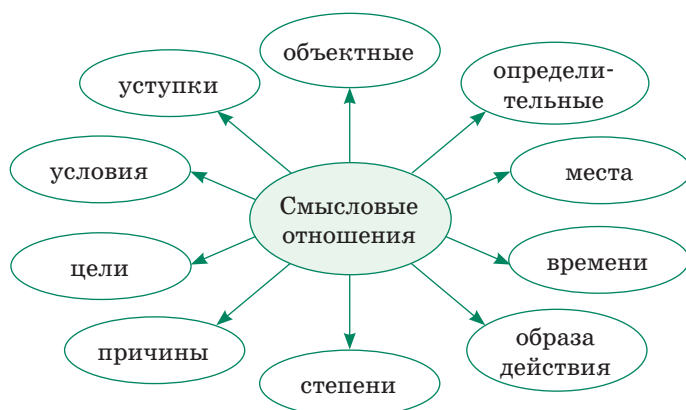 объектные
уступки
определи-
тельные
условия
места
Смысловые
отношения
цели
времени
причины
образа
действия
степени